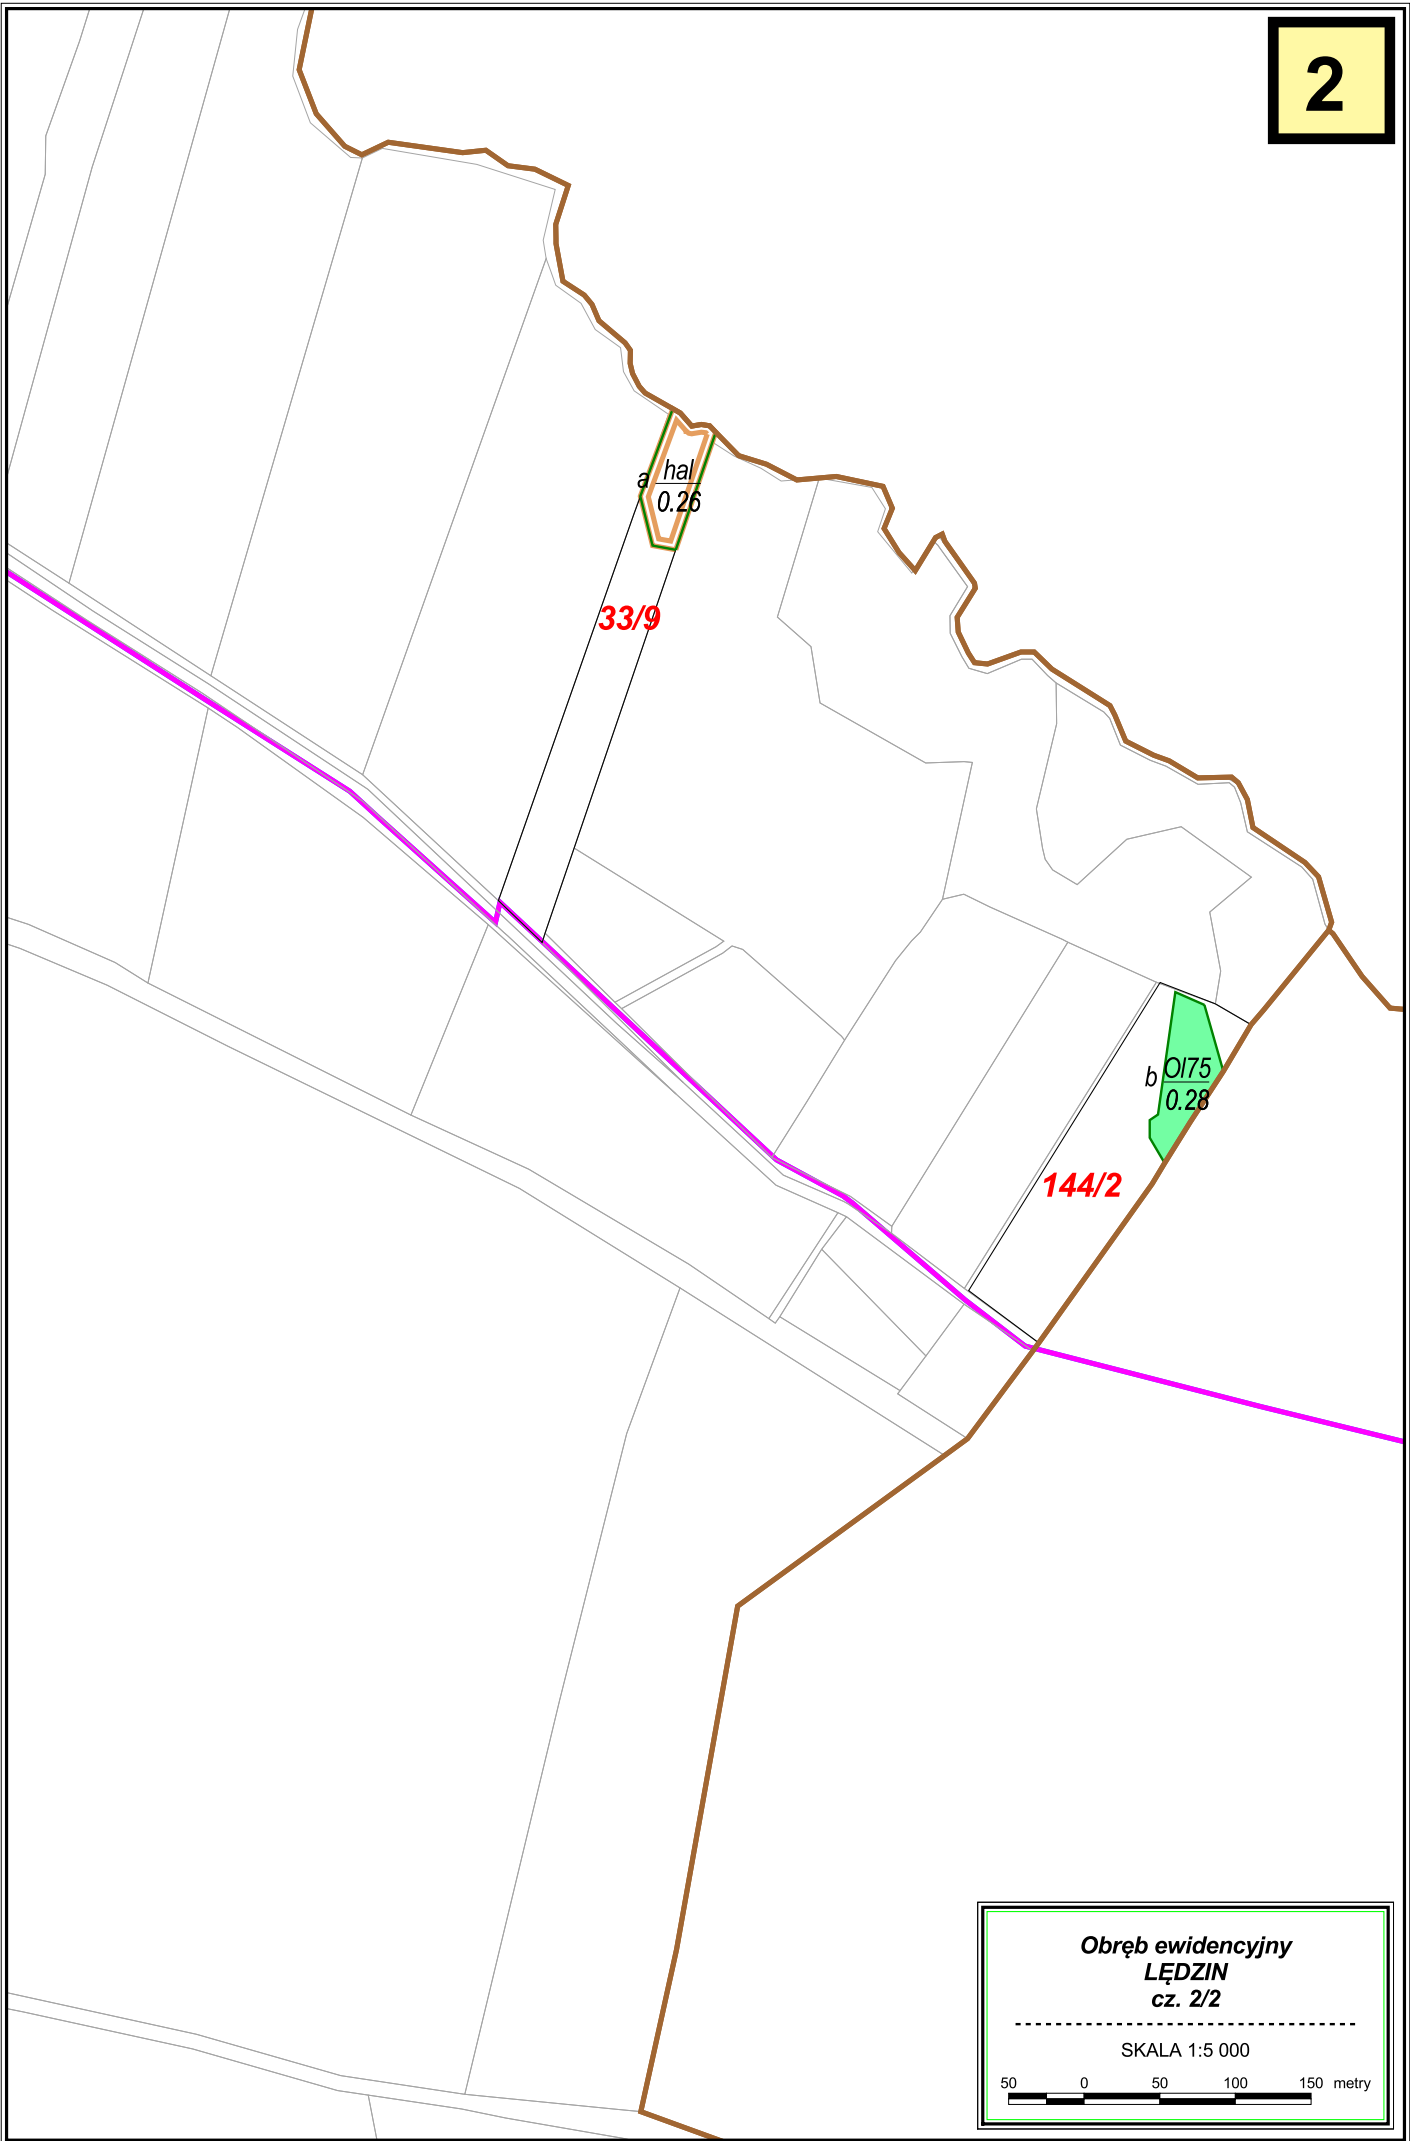 2
a hal
0.26
33/9
b Ol75
0.28
144/2
Obręb ewidencyjny
LĘDZIN
cz. 2/2
SKALA 1:5 000
50 0 50 100 150 metry